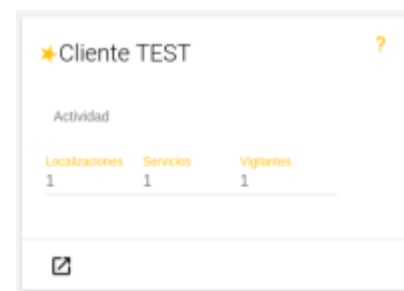 Cliente TEST
?
Actividad
Localizaciones Servicios Vigilantes
1 1 1